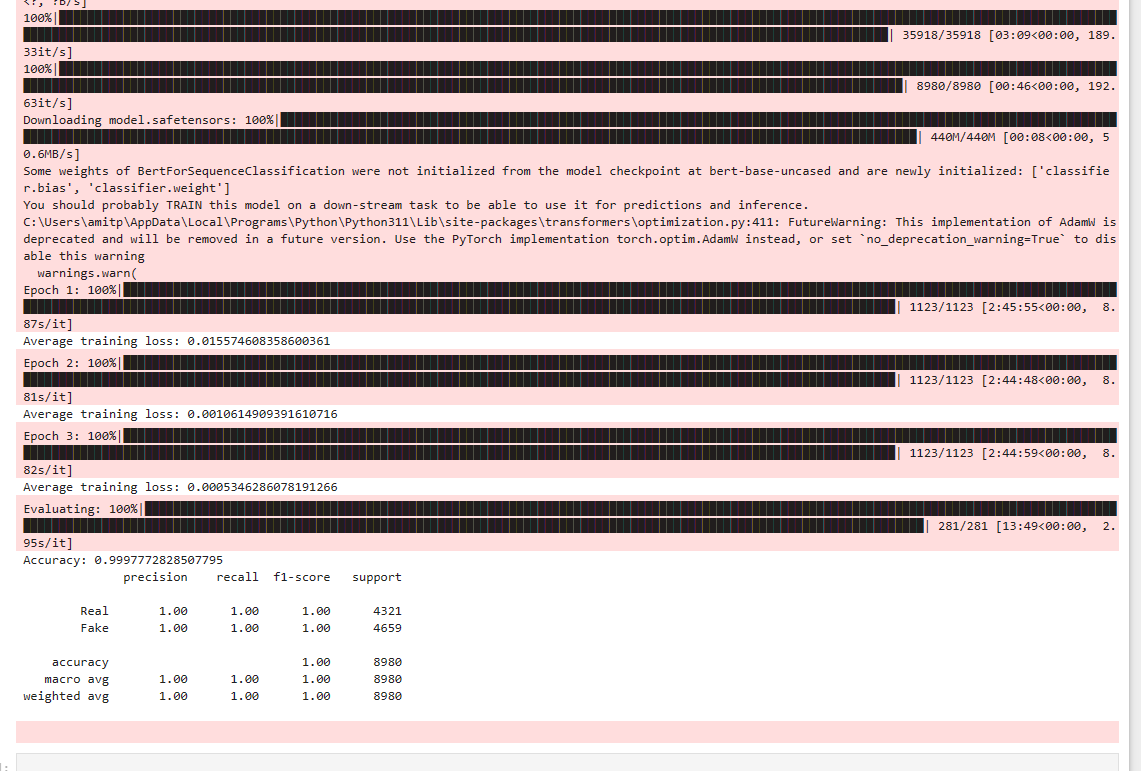 <?, ?B/s]
100%|
| 35918/35918 [03:09<00:00, 189.
33it/s]
100%|
| 8980/8980 [00:46<00:00, 192.
63it/s]
Downloading model.safetensors: 100%|
| 440M/440M [00:08<00:00, 5
0.6MB/s]
Some weights of BertForSequenceClassification were not initialized from the model checkpoint at bert-base-uncased and are newly initialized: ['classifie
r.bias', 'classifier.weight']
You should probably TRAIN this model on a down-stream task to be able to use it for predictions and inference.
C:\Users\amitp\AppData\Local\Programs\Python\Python311\Lib\site-packages\transformers\optimization.py:411: FutureWarning: This implementation of AdamW is
deprecated and will be removed in a future version. Use the PyTorch implementation torch.optim.AdamW instead, or set `no_deprecation_warning=True` to dis
able this warning
  warnings.warn(
Epoch 1: 100%|
| 1123/1123 [2:45:55<00:00,  8.
87s/it]
Average training loss: 0.015574608358600361
Epoch 2: 100%|
| 1123/1123 [2:44:48<00:00,  8.
81s/it]
Average training loss: 0.0010614909391610716
Epoch 3: 100%|
| 1123/1123 [2:44:59<00:00,  8.
82s/it]
Average training loss: 0.0005346286078191266
Evaluating: 100%|
| 281/281 [13:49<00:00,  2.
95s/it]
Accuracy: 0.9997772828507795
              precision    recall  f1-score   support
        Real       1.00      1.00      1.00      4321
        Fake       1.00      1.00      1.00      4659
    accuracy                           1.00      8980
   macro avg       1.00      1.00      1.00      8980
weighted avg       1.00      1.00      1.00      8980
]: